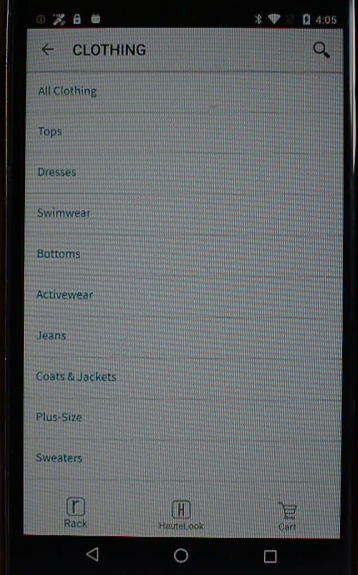 4:05
CLOTHING
All Clothing
Tops
Dresses
Swimwear
Bottoms
Activewear
Jeans
Coats & Jackets
Plus-Size
Sweaters
r H
Rack HauteLook Cart